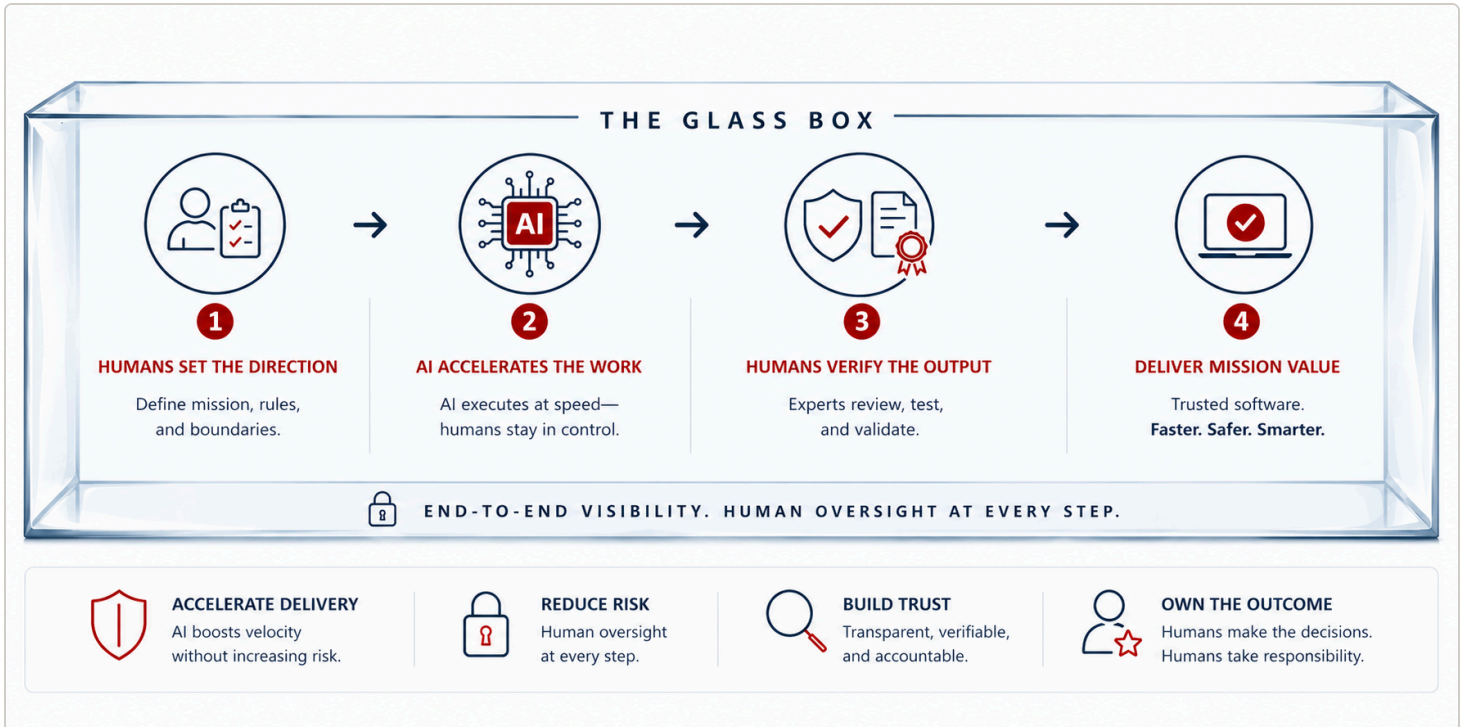 THE GLASS BOX
AI
1
HUMANS SET THE DIRECTION
Define mission, rules,
and boundaries.
2
AI ACCELERATES THE WORK
AI executes at speed—
humans stay in control.
3
HUMANS VERIFY THE OUTPUT
Experts review, test,
and validate.
4
DELIVER MISSION VALUE
Trusted software.
Faster. Safer. Smarter.
END-TO-END VISIBILITY. HUMAN OVERSIGHT AT EVERY STEP.
ACCELERATE DELIVERY
AI boosts velocity
without increasing risk.
REDUCE RISK
Human oversight
at every step.
BUILD TRUST
Transparent, verifiable,
and accountable.
OWN THE OUTCOME
Humans make the decisions.
Humans take responsibility.